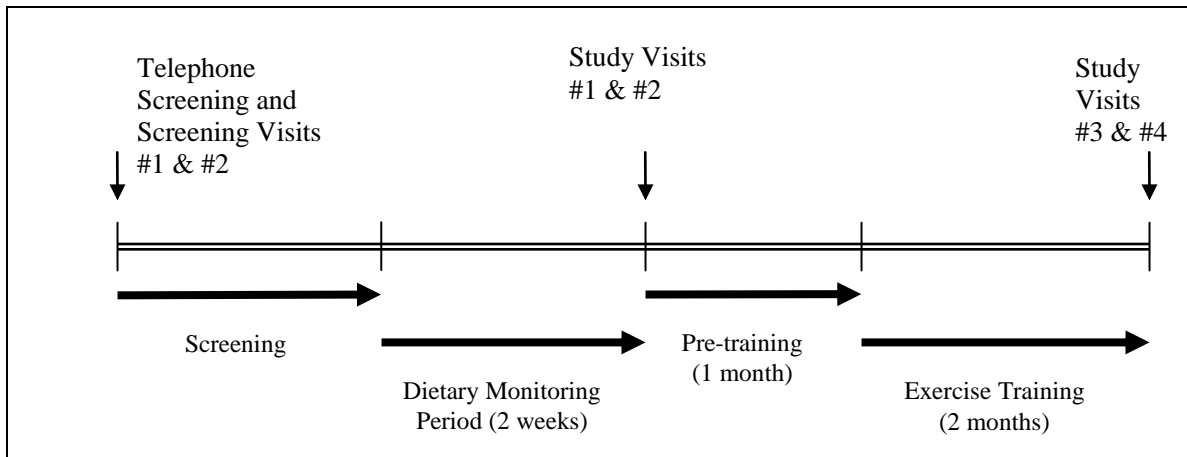 Telephone
Screening and
Screening Visits
#1 & #2
Study Visits
#1 & #2
Study
Visits
#3 & #4
Screening
Dietary Monitoring
Period (2 weeks)
Pre-training
(1 month)
Exercise Training
(2 months)